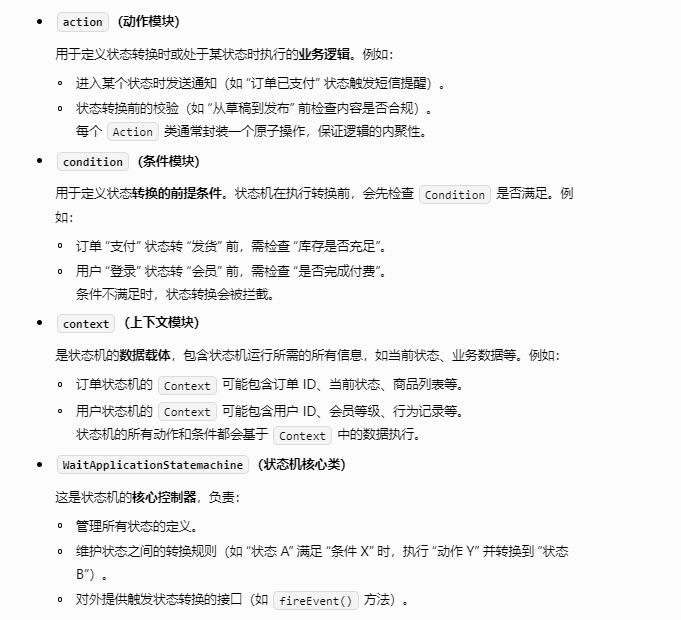 action（动作模块）
用于定义状态转换时或处于某状态时执行的业务逻辑。例如：
进入某个状态时发送通知（如 “订单已支付” 状态触发短信提醒）。
状态转换前的校验（如 “从草稿到发布” 前检查内容是否合规）。
每个 Action 类通常封装一个原子操作，保证逻辑的内聚性。
condition（条件模块）
用于定义状态转换的前提条件。状态机在执行转换前，会先检查 Condition 是否满足。例
如：
订单 “支付” 状态转 “发货” 前，需检查 “库存是否充足”。
用户 “登录” 状态转 “会员” 前，需检查 “是否完成付费”。
条件不满足时，状态转换会被拦截。
context（上下文模块）
是状态机的数据载体，包含状态机运行所需的所有信息，如当前状态、业务数据等。例如：
订单状态机的 Context 可能包含订单 ID、当前状态、商品列表等。
用户状态机的 Context 可能包含用户 ID、会员等级、行为记录等。
状态机的所有动作和条件都会基于 Context 中的数据执行。
WaitApplicationStatemachine（状态机核心类）
这是状态机的核心控制器，负责：
管理所有状态的定义。
维护状态之间的转换规则（如 “状态 A” 满足 “条件 X” 时，执行 “动作 Y” 并转换到 “状态
B”）。
对外提供触发状态转换的接口（如 fireEvent() 方法）。